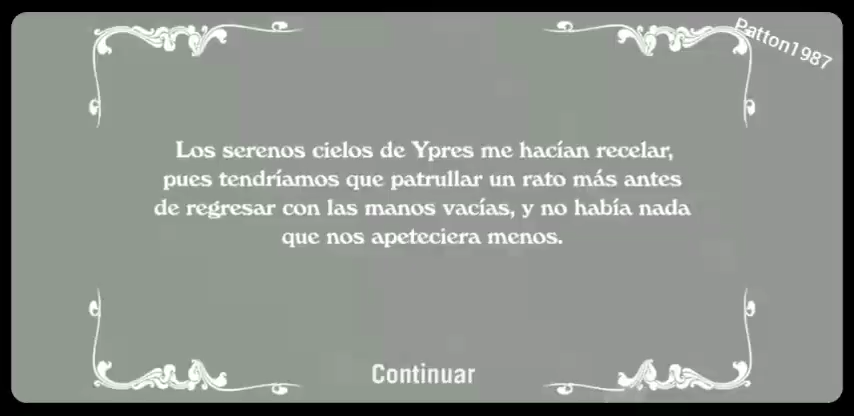 Patton1987
Los serenos cielos de Ypres me hacían recelar,
pues tendríamos que patrullar un rato más antes
de regresar con las manos vacías, y no había nada
que nos apeteciera menos.
Continuar